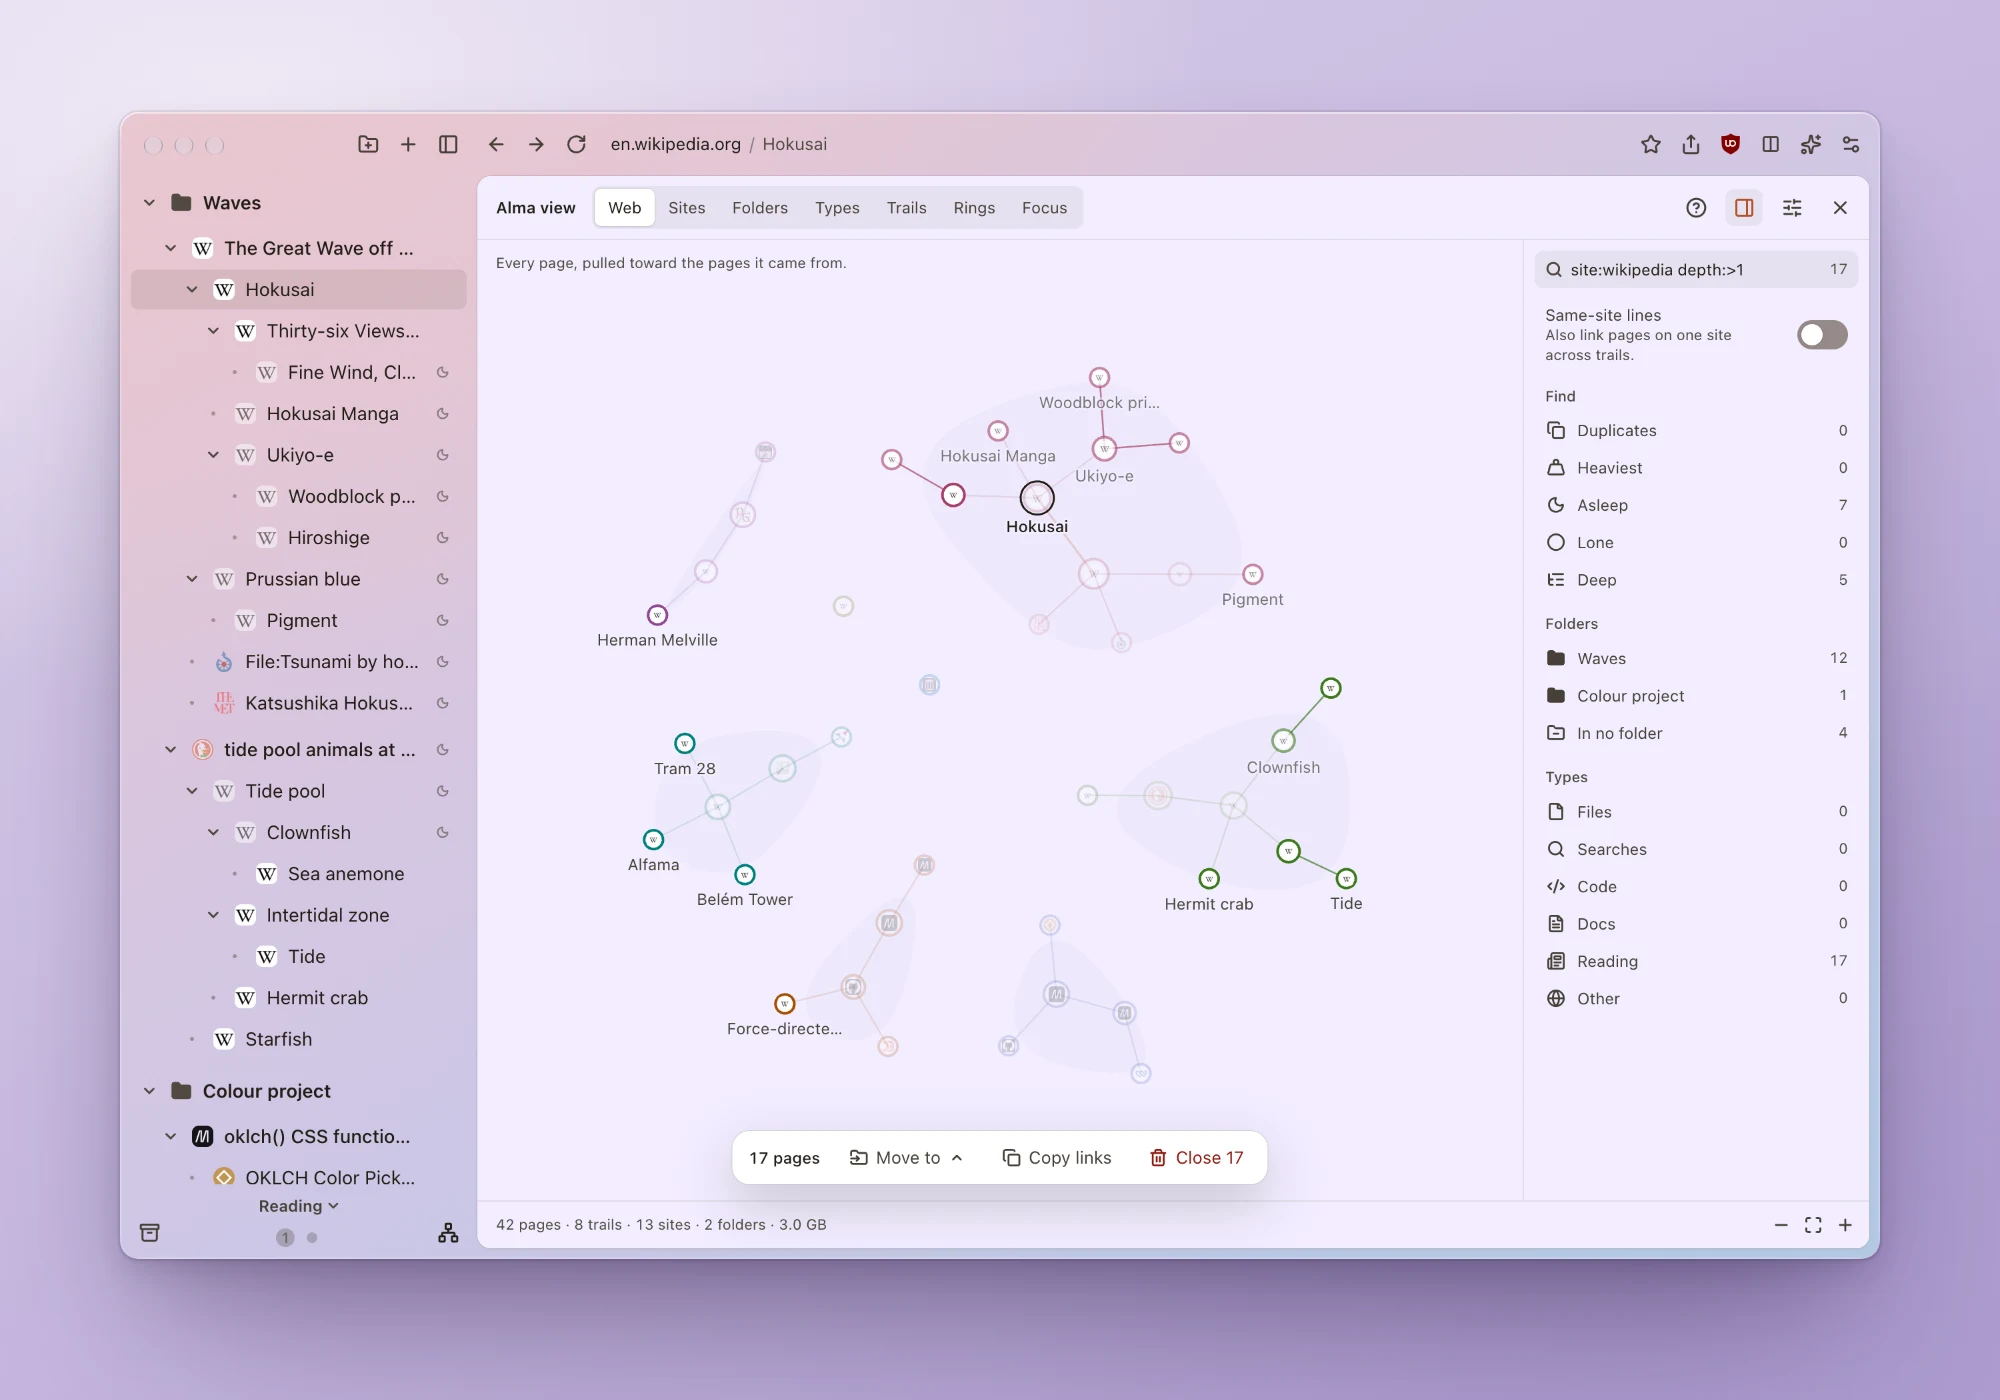 en.wikipedia.org / Hokusai
Waves
The Great Wave off ...
Hokusai
Thirty-six Views...
Fine Wind, Cl...
Hokusai Manga
Ukiyo-e
Woodblock p...
Hiroshige
Prussian blue
Pigment
File:Tsunami by ho...
Katsushika Hokus...
tide pool animals at ...
Tide pool
Clownfish
Sea anemone
Intertidal zone
Tide
Hermit crab
Starfish
Colour project
oklch() CSS functio...
OKLCH Color Pick...
Reading
1
Alma view
Web Sites Folders Types Trails Rings Focus
Every page, pulled toward the pages it came from.
Woodblock pri...
Hokusai Manga
Ukiyo-e
Hokusai
Pigment
Herman Melville
Tram 28
Clownfish
Alfama
Belém Tower
Hermit crab
Tide
Force-directe...
17 pages Move to Copy links Close 17
42 pages · 8 trails · 13 sites · 2 folders · 3.0 GB
site:wikipedia depth:>1 17
Same-site lines
Also link pages on one site
across trails.
Find
Duplicates 0
Heaviest 0
Asleep 7
Lone 0
Deep 5
Folders
Waves 12
Colour project 1
In no folder 4
Types
Files 0
Searches 0
Code 0
Docs 0
Reading 17
Other 0